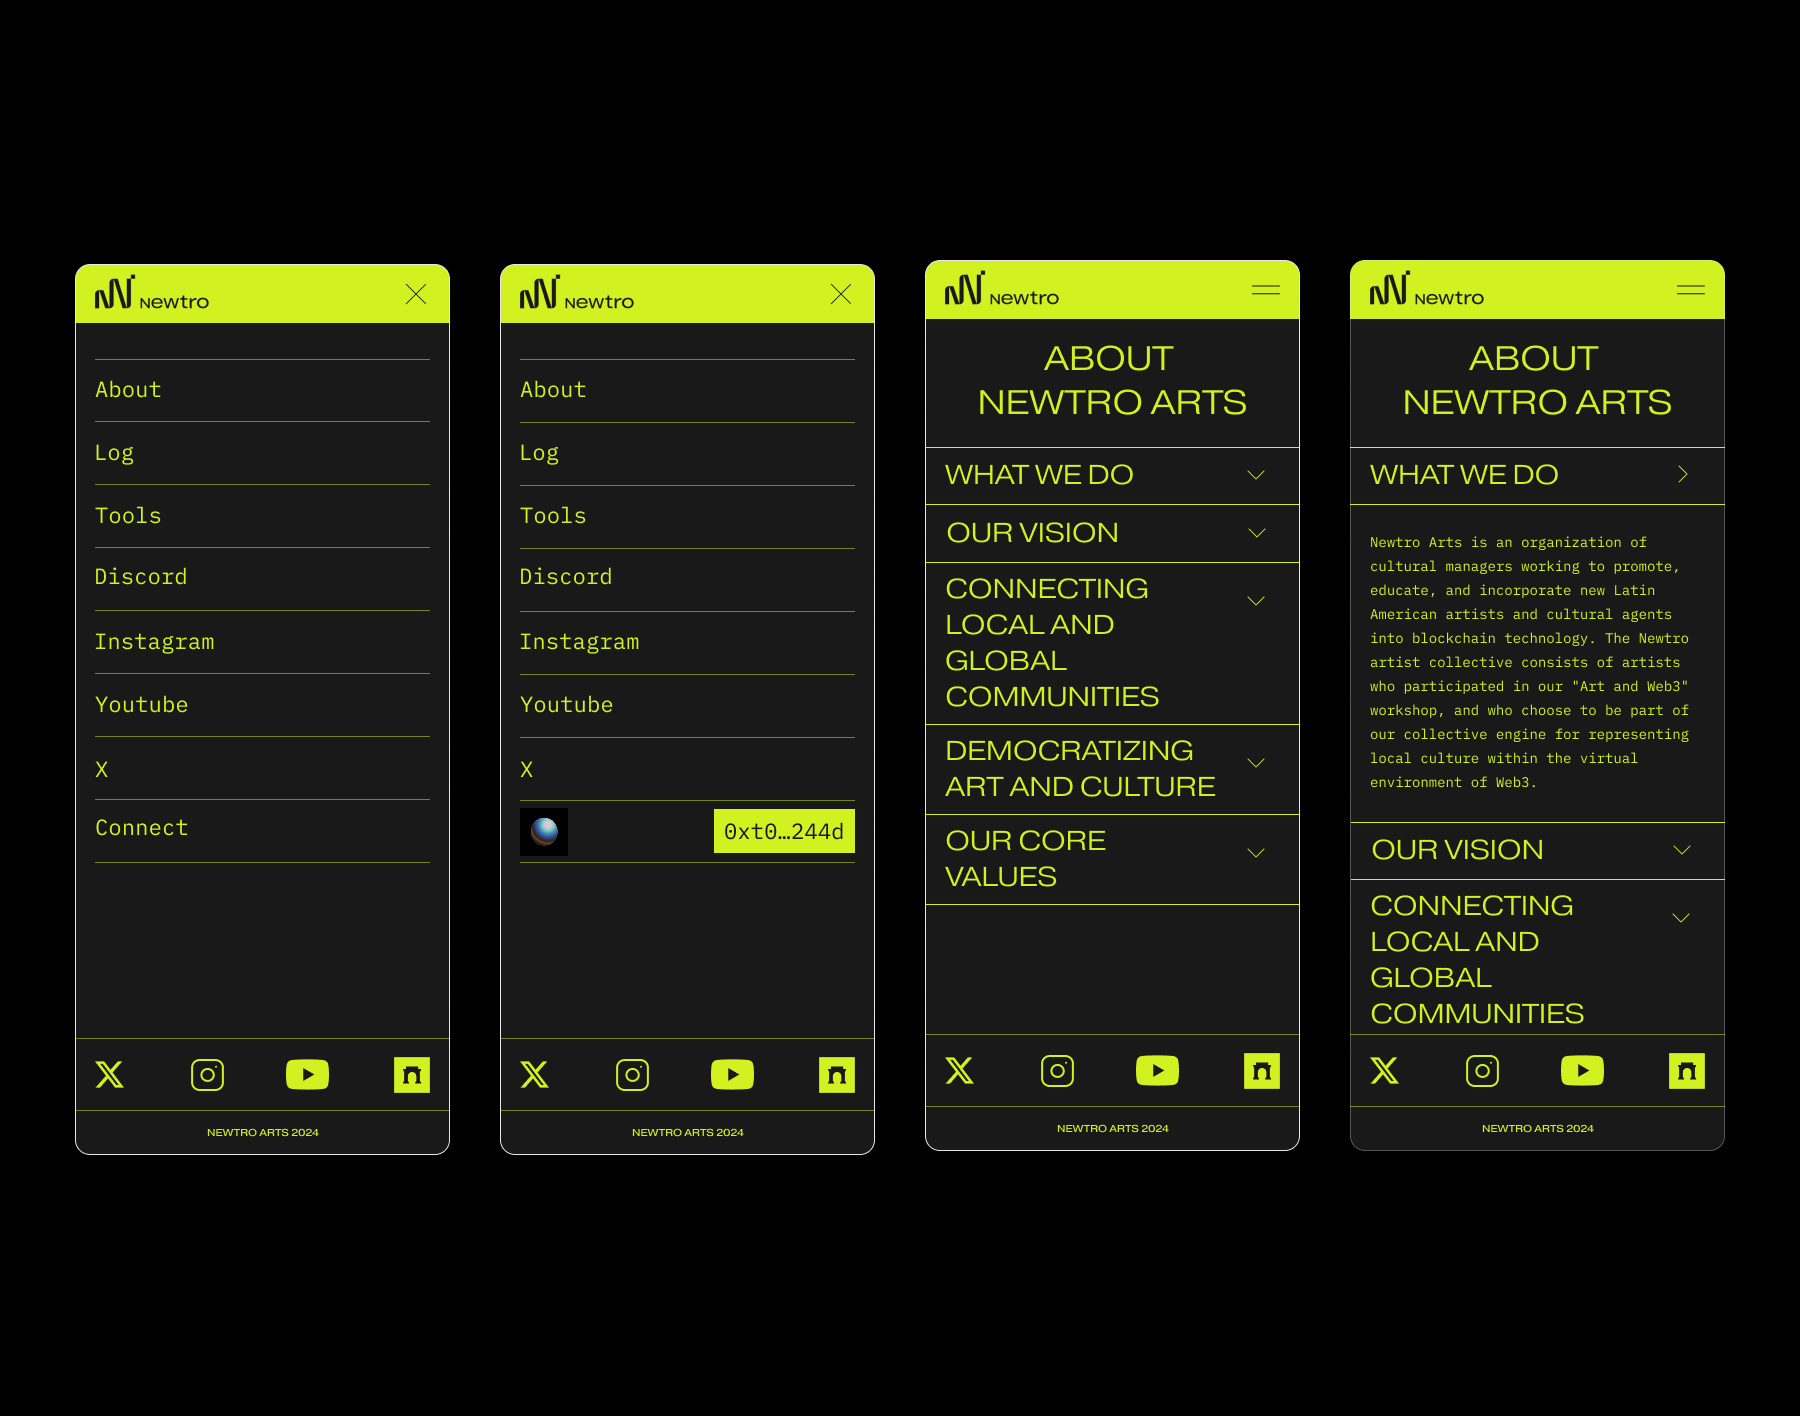 Newtro
About
Log
Tools
Discord
Instagram
Youtube
X
Connect
NEWTRO ARTS 2024
Newtro
About
Log
Tools
Discord
Instagram
Youtube
X
0xt0…244d
NEWTRO ARTS 2024
Newtro
ABOUT
NEWTRO ARTS
WHAT WE DO
OUR VISION
CONNECTING
LOCAL AND
GLOBAL
COMMUNITIES
DEMOCRATIZING
ART AND CULTURE
OUR CORE
VALUES
NEWTRO ARTS 2024
Newtro
ABOUT
NEWTRO ARTS
WHAT WE DO
Newtro Arts is an organization of
cultural managers working to promote,
educate, and incorporate new Latin
American artists and cultural agents
into blockchain technology. The Newtro
artist collective consists of artists
who participated in our "Art and Web3"
workshop, and who choose to be part of
our collective engine for representing
local culture within the virtual
environment of Web3.
OUR VISION
CONNECTING
LOCAL AND
GLOBAL
COMMUNITIES
NEWTRO ARTS 2024